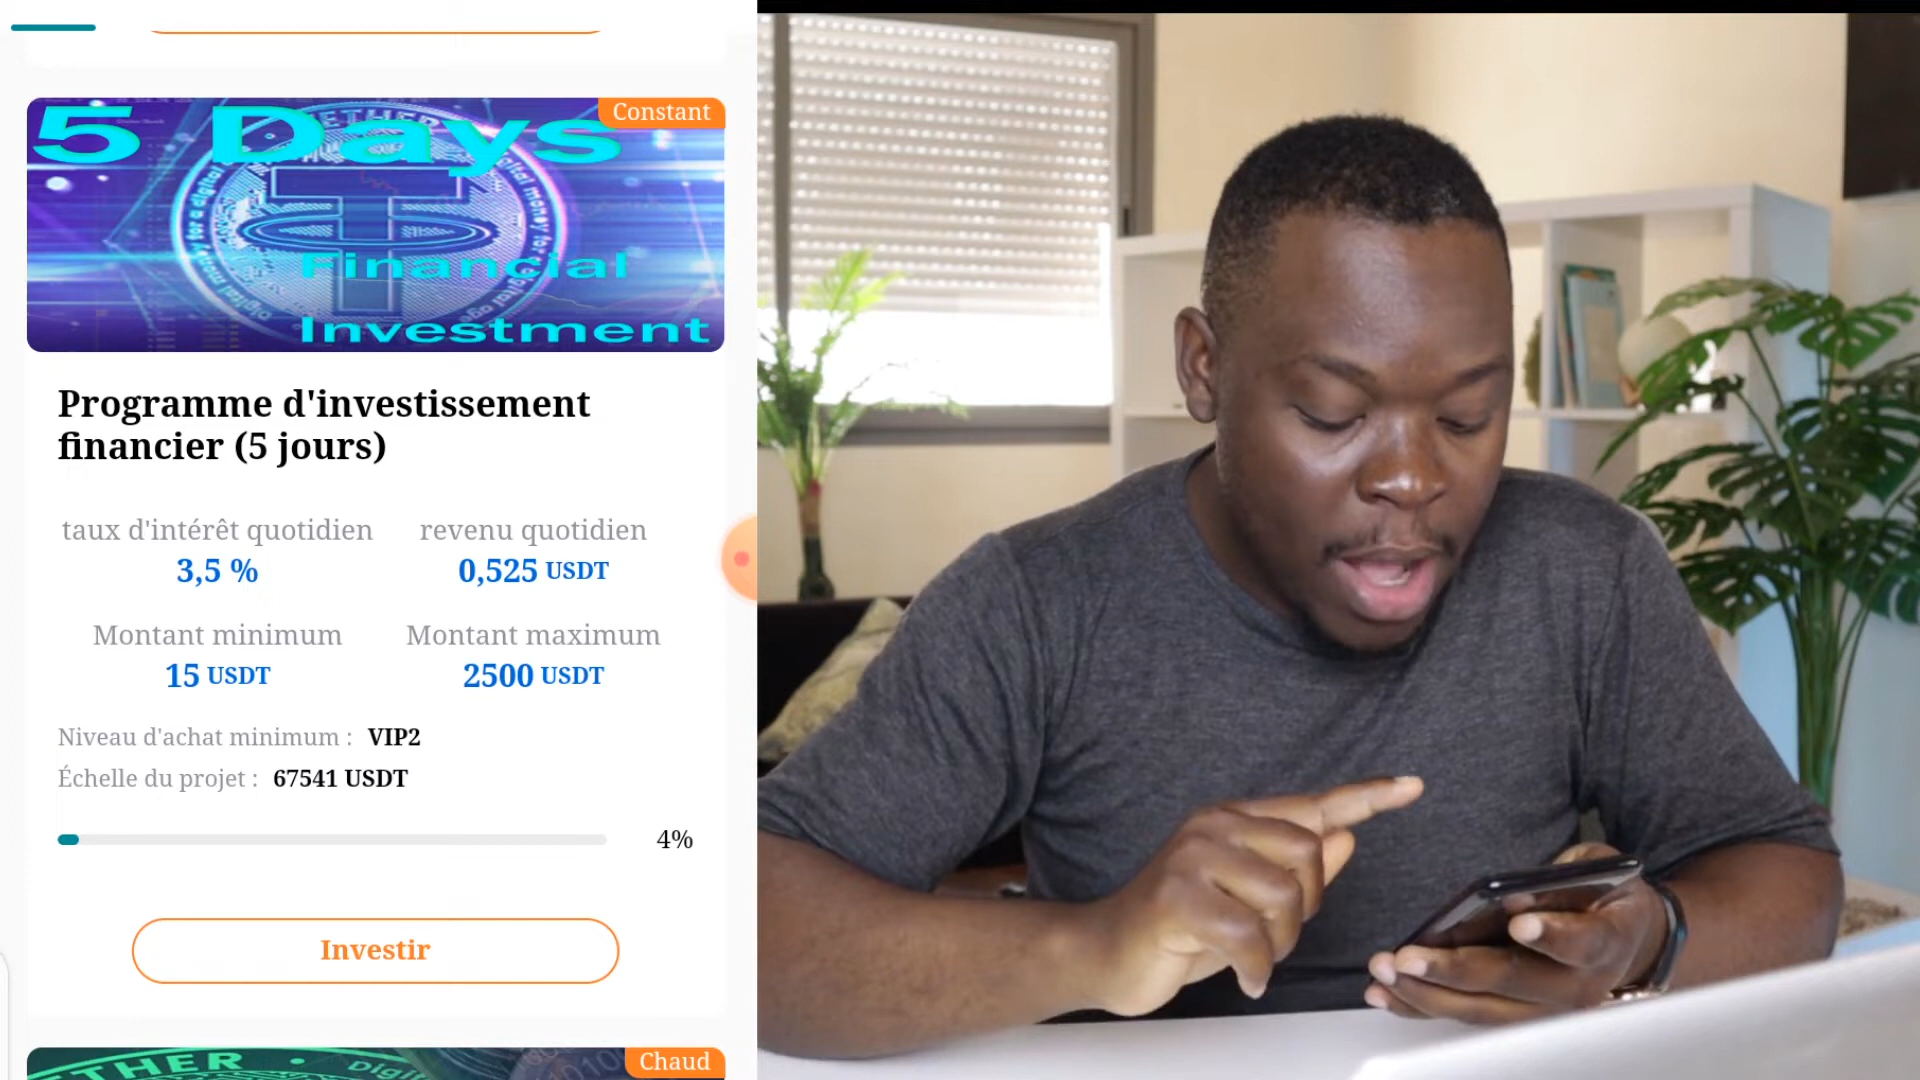 Constant
5 Days
TETHER
Financial
Investment
Programme d'investissement
financier (5 jours)
taux d'intérêt quotidien
revenu quotidien
3,5 %
0,525 USDT
Montant minimum
Montant maximum
15 USDT
2500 USDT
Niveau d'achat minimum : VIP2
Échelle du projet : 67541 USDT
4%
Investir
Chaud
THER • Digit